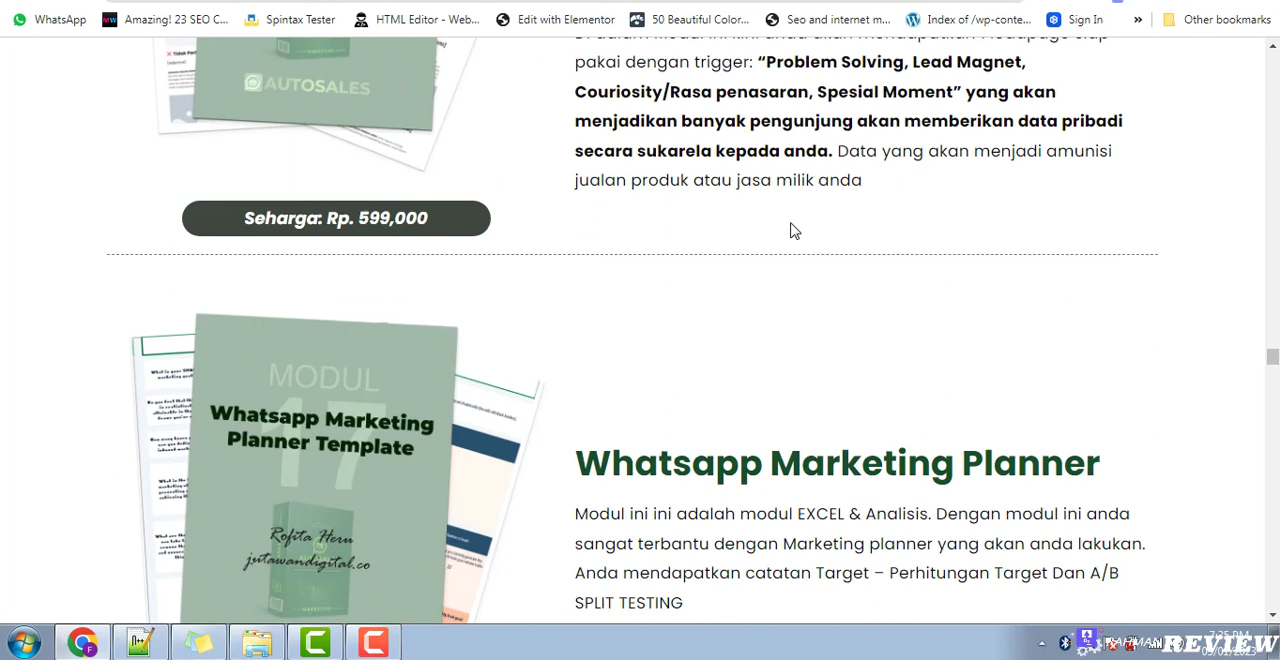 WhatsApp
Amazing! 23 SEO C...
Spintax Tester
HTML Editor - Web...
Edit with Elementor
50 Beautiful Color...
Seo and internet m...
Index of /wp-conte...
Sign In
»
Other bookmarks
pakai dengan trigger: “Problem Solving, Lead Magnet,
Couriosity/Rasa penasaran, Spesial Moment” yang akan
menjadikan banyak pengunjung akan memberikan data pribadi
secara sukarela kepada anda. Data yang akan menjadi amunisi
jualan produk atau jasa milik anda
AUTOSALES
Seharga: Rp. 599,000
MODUL
17
Whatsapp Marketing
Planner Template
Rofita Heru
jutawandigital.co
Whatsapp Marketing Planner
Modul ini ini adalah modul EXCEL & Analisis. Dengan modul ini anda
sangat terbantu dengan Marketing planner yang akan anda lakukan.
Anda mendapatkan catatan Target – Perhitungan Target Dan A/B
SPLIT TESTING
REVIEW